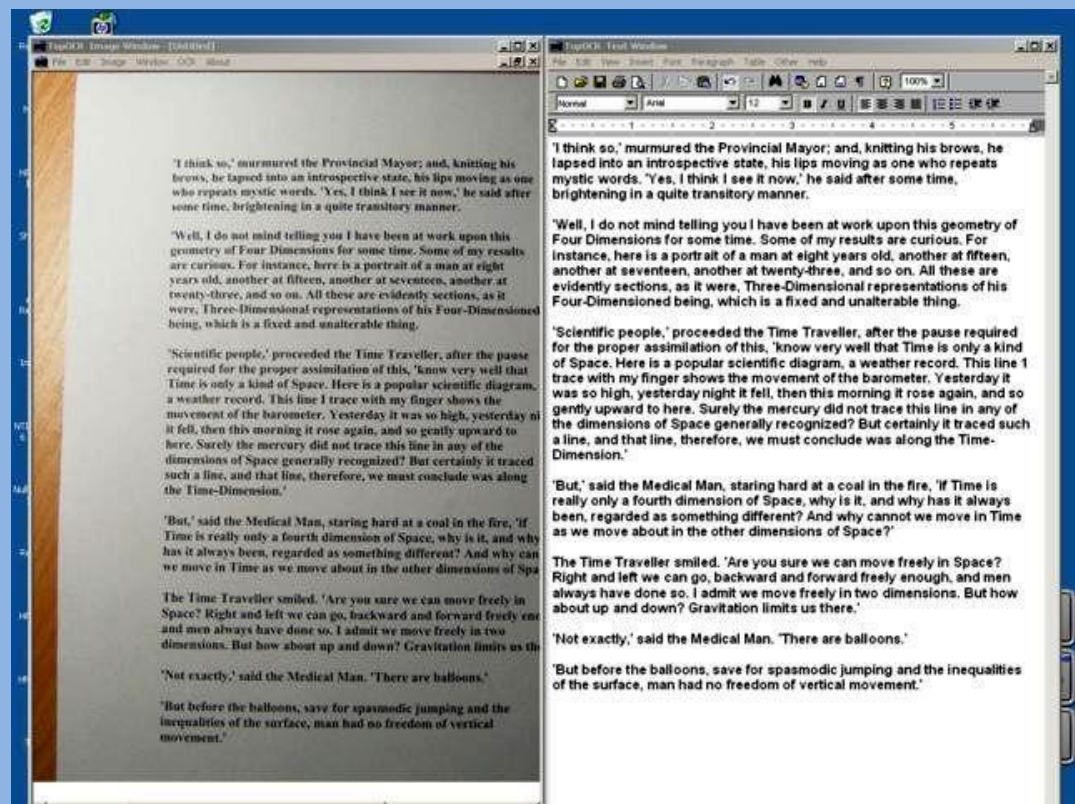 TopOCR Image Window - [Untitled]
File Edit Image Window OCR About
'I think so,' murmured the Provincial Mayor; and, knitting his
brows, he lapsed into an introspective state, his lips moving as one
who repeats mystic words. 'Yes, I think I see it now,' he said after
some time, brightening in a quite transitory manner.
'Well, I do not mind telling you I have been at work upon this
geometry of Four Dimensions for some time. Some of my results
are curious. For instance, here is a portrait of a man at eight
years old, another at fifteen, another at seventeen, another at
twenty-three, and so on. All these are evidently sections, as it
were, Three-Dimensional representations of his Four-Dimensioned
being, which is a fixed and unalterable thing.
'Scientific people,' proceeded the Time Traveller, after the pause
required for the proper assimilation of this, 'know very well that
Time is only a kind of Space. Here is a popular scientific diagram,
a weather record. This line I trace with my finger shows the
movement of the barometer. Yesterday it was so high, yesterday ni
it fell, then this morning it rose again, and so gently upward to
here. Surely the mercury did not trace this line in any of the
dimensions of Space generally recognized? But certainly it traced
such a line, and that line, therefore, we must conclude was along
the Time-Dimension.'
'But,' said the Medical Man, staring hard at a coal in the fire, 'if
Time is really only a fourth dimension of Space, why is it, and why
has it always been, regarded as something different? And why can
we move in Time as we move about in the other dimensions of Spa
The Time Traveller smiled. 'Are you sure we can move freely in
Space? Right and left we can go, backward and forward freely enc
and men always have done so. I admit we move freely in two
dimensions. But how about up and down? Gravitation limits us the
'Not exactly,' said the Medical Man. 'There are balloons.'
'But before the balloons, save for spasmodic jumping and the
inequalities of the surface, man had no freedom of vertical
movement.'
TopOCR Text Window
File Edit View Insert Font Paragraph Table Other Help
100%
Normal Arial 12
1 2 3 4 5
'I think so,' murmured the Provincial Mayor; and, knitting his brows, he
lapsed into an introspective state, his lips moving as one who repeats
mystic words. 'Yes, I think I see it now,' he said after some time,
brightening in a quite transitory manner.
'Well, I do not mind telling you I have been at work upon this geometry of
Four Dimensions for some time. Some of my results are curious. For
instance, here is a portrait of a man at eight years old, another at fifteen,
another at seventeen, another at twenty-three, and so on. All these are
evidently sections, as it were, Three-Dimensional representations of his
Four-Dimensioned being, which is a fixed and unalterable thing.
'Scientific people,' proceeded the Time Traveller, after the pause required
for the proper assimilation of this, 'know very well that Time is only a kind
of Space. Here is a popular scientific diagram, a weather record. This line 1
trace with my finger shows the movement of the barometer. Yesterday it
was so high, yesterday night it fell, then this morning it rose again, and so
gently upward to here. Surely the mercury did not trace this line in any of
the dimensions of Space generally recognized? But certainly it traced such
a line, and that line, therefore, we must conclude was along the Time-
Dimension.'
'But,' said the Medical Man, staring hard at a coal in the fire, 'if Time is
really only a fourth dimension of Space, why is it, and why has it always
been, regarded as something different? And why cannot we move in Time
as we move about in the other dimensions of Space?'
The Time Traveller smiled. 'Are you sure we can move freely in Space?
Right and left we can go, backward and forward freely enough, and men
always have done so. I admit we move freely in two dimensions. But how
about up and down? Gravitation limits us there.'
'Not exactly,' said the Medical Man. 'There are balloons.'
'But before the balloons, save for spasmodic jumping and the inequalities
of the surface, man had no freedom of vertical movement.'